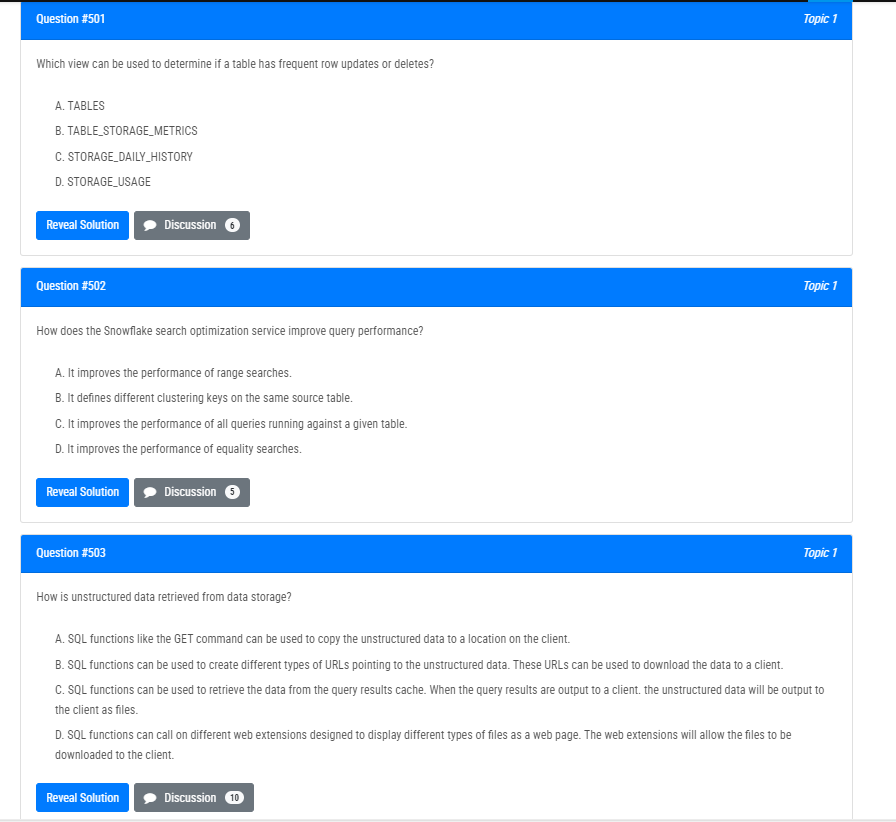 Question #501 Topic 1
Which view can be used to determine if a table has frequent row updates or deletes?
A. TABLES
B. TABLE_STORAGE_METRICS
C. STORAGE_DAILY_HISTORY
D. STORAGE_USAGE
Reveal Solution Discussion 6
Question #502 Topic 1
How does the Snowflake search optimization service improve query performance?
A. It improves the performance of range searches.
B. It defines different clustering keys on the same source table.
C. It improves the performance of all queries running against a given table.
D. It improves the performance of equality searches.
Reveal Solution Discussion 5
Question #503 Topic 1
How is unstructured data retrieved from data storage?
A. SQL functions like the GET command can be used to copy the unstructured data to a location on the client.
B. SQL functions can be used to create different types of URLs pointing to the unstructured data. These URLs can be used to download the data to a client.
C. SQL functions can be used to retrieve the data from the query results cache. When the query results are output to a client. the unstructured data will be output to
the client as files.
D. SQL functions can call on different web extensions designed to display different types of files as a web page. The web extensions will allow the files to be
downloaded to the client.
Reveal Solution Discussion 10